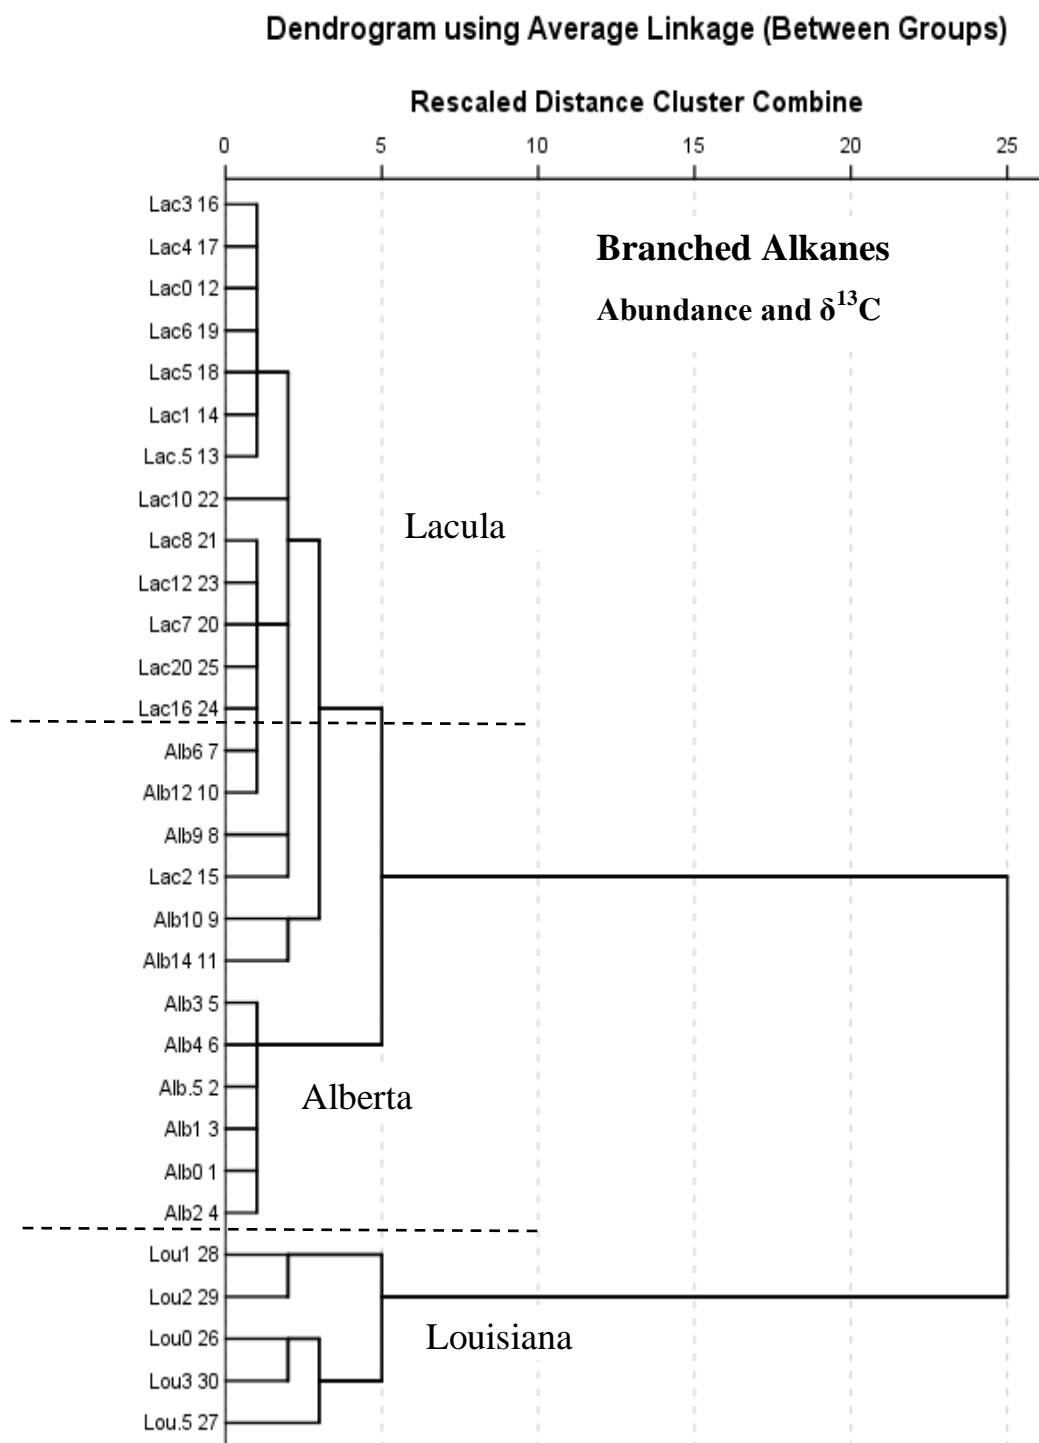 Dendrogram using Average Linkage (Between Groups)
Rescaled Distance Cluster Combine
0 5 10 15 20 25
Lac3 16
Branched Alkanes
Lac4 17
Lac0 12
Abundance and δ¹³C
Lac6 19
Lac5 18
Lac1 14
Lac.5 13
Lac10 22
Lacula
Lac8 21
Lac12 23
Lac7 20
Lac20 25
Lac16 24
Alb6 7
Alb12 10
Alb9 8
Lac2 15
Alb10 9
Alb14 11
Alb3 5
Alb4 6
Alb.5 2
Alberta
Alb1 3
Alb0 1
Alb2 4
Lou1 28
Lou2 29
Lou0 26
Louisiana
Lou3 30
Lou.5 27